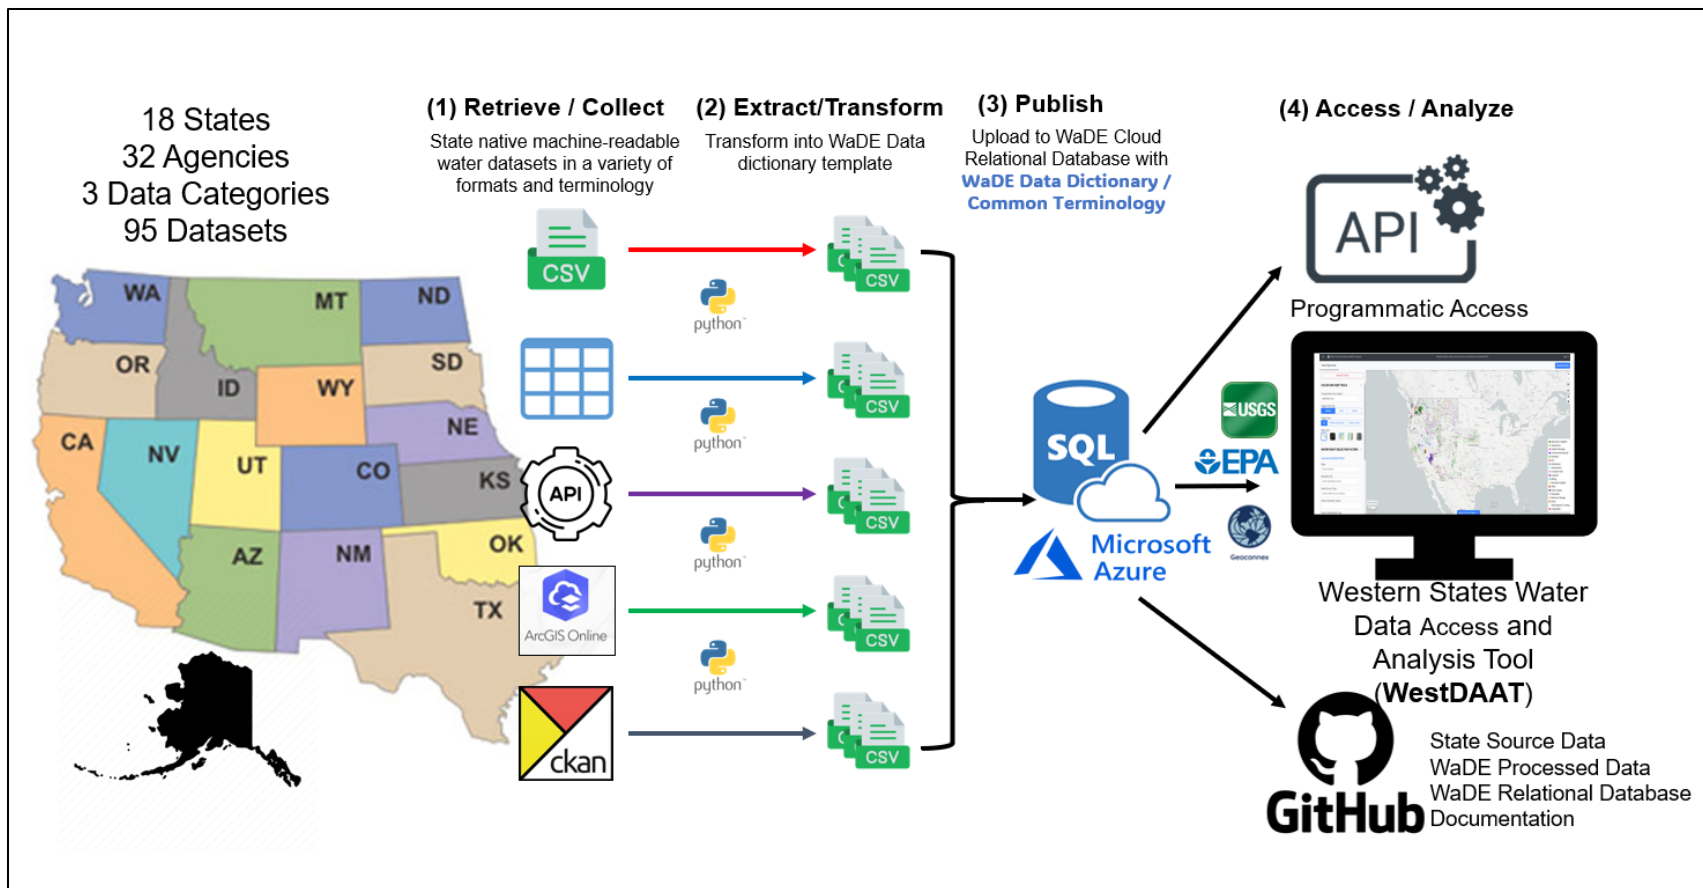 18 States
32 Agencies
3 Data Categories
95 Datasets
WA
MT
ND
OR
ID
WY
SD
NE
CA
NV
UT
CO
KS
AZ
NM
OK
TX
(1) Retrieve / Collect
State native machine-readable
water datasets in a variety of
formats and terminology
CSV
API
ArcGIS Online
ckan
(2) Extract/Transform
Transform into WaDE Data
dictionary template
python™
python™
python™
python™
CSV
CSV
CSV
CSV
CSV
(3) Publish
Upload to WaDE Cloud
Relational Database with
WaDE Data Dictionary /
Common Terminology
SQL
Microsoft
Azure
(4) Access / Analyze
API
Programmatic Access
USGS
EPA
Geoconnex
Western States Water
Data Access and
Analysis Tool
(WestDAAT)
GitHub
State Source Data
WaDE Processed Data
WaDE Relational Database
Documentation